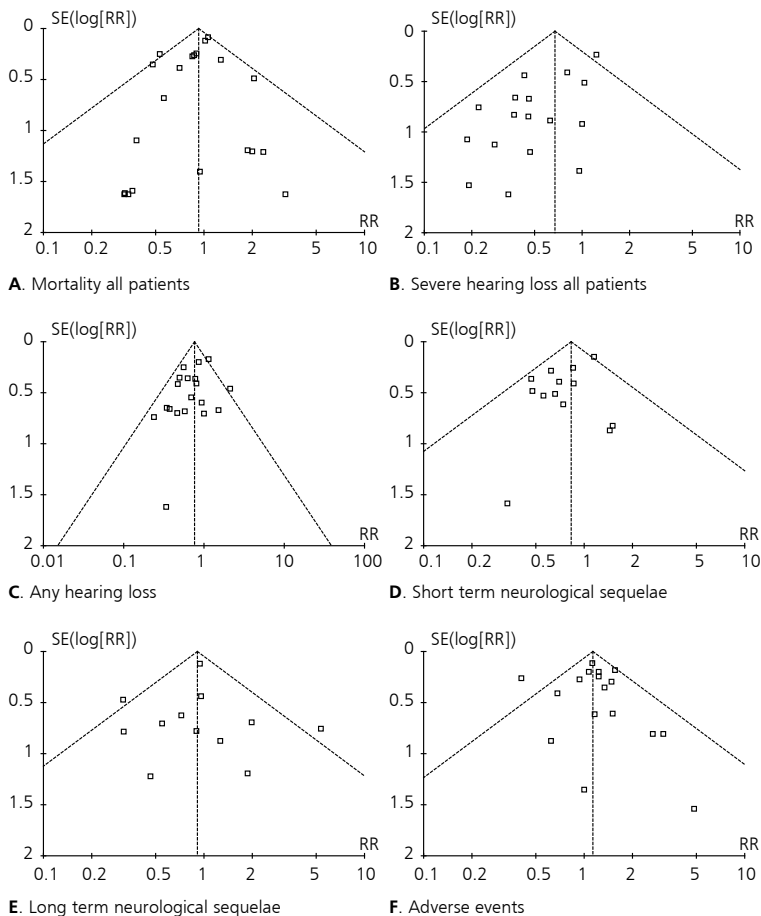 SE(log[RR])
0
0.5
1
1.5
2
RR
0.1 0.2 0.5 1 2 5 10
A. Mortality all patients
SE(log[RR])
0
0.5
1
1.5
2
RR
0.1 0.2 0.5 1 2 5 10
B. Severe hearing loss all patients
SE(log[RR])
0
0.5
1
1.5
2
RR
0.01 0.1 1 10 100
C. Any hearing loss
SE(log[RR])
0
0.5
1
1.5
2
RR
0.1 0.2 0.5 1 2 5 10
D. Short term neurological sequelae
SE(log[RR])
0
0.5
1
1.5
2
RR
0.1 0.2 0.5 1 2 5 10
E. Long term neurological sequelae
SE(log[RR])
0
0.5
1
1.5
2
RR
0.1 0.2 0.5 1 2 5 10
F. Adverse events